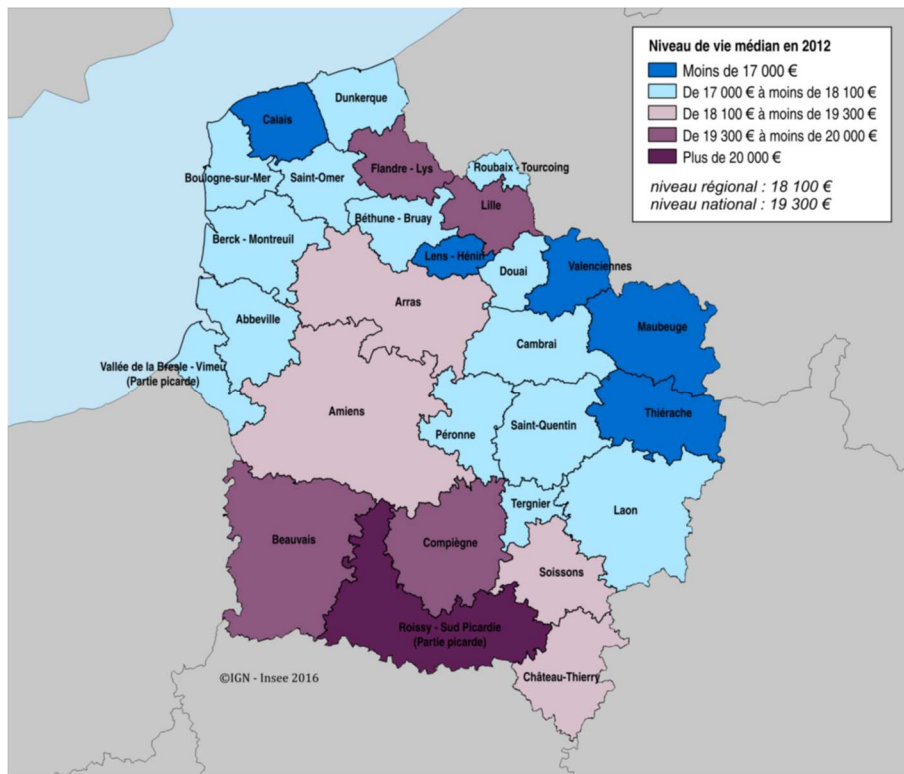 Niveau de vie médian en 2012
Moins de 17 000 €
De 17 000 € à moins de 18 100 €
De 18 100 € à moins de 19 300 €
De 19 300 € à moins de 20 000 €
Plus de 20 000 €
niveau régional : 18 100 €
niveau national : 19 300 €
Dunkerque
Calais
Flandre - Lys
Roubaix - Tourcoing
Boulogne-sur-Mer
Saint-Omer
Lille
Béthune - Bruay
Berck - Montreuil
Lens - Hénin
Douai
Valenciennes
Arras
Abbeville
Maubeuge
Cambrai
Vallée de la Bresle - Vimeu
(Partie picarde)
Amiens
Thiérache
Péronne
Saint-Quentin
Tergnier
Laon
Beauvais
Compiègne
Soissons
Roissy - Sud Picardie
(Partie picarde)
Château-Thierry
©IGN - Insee 2016